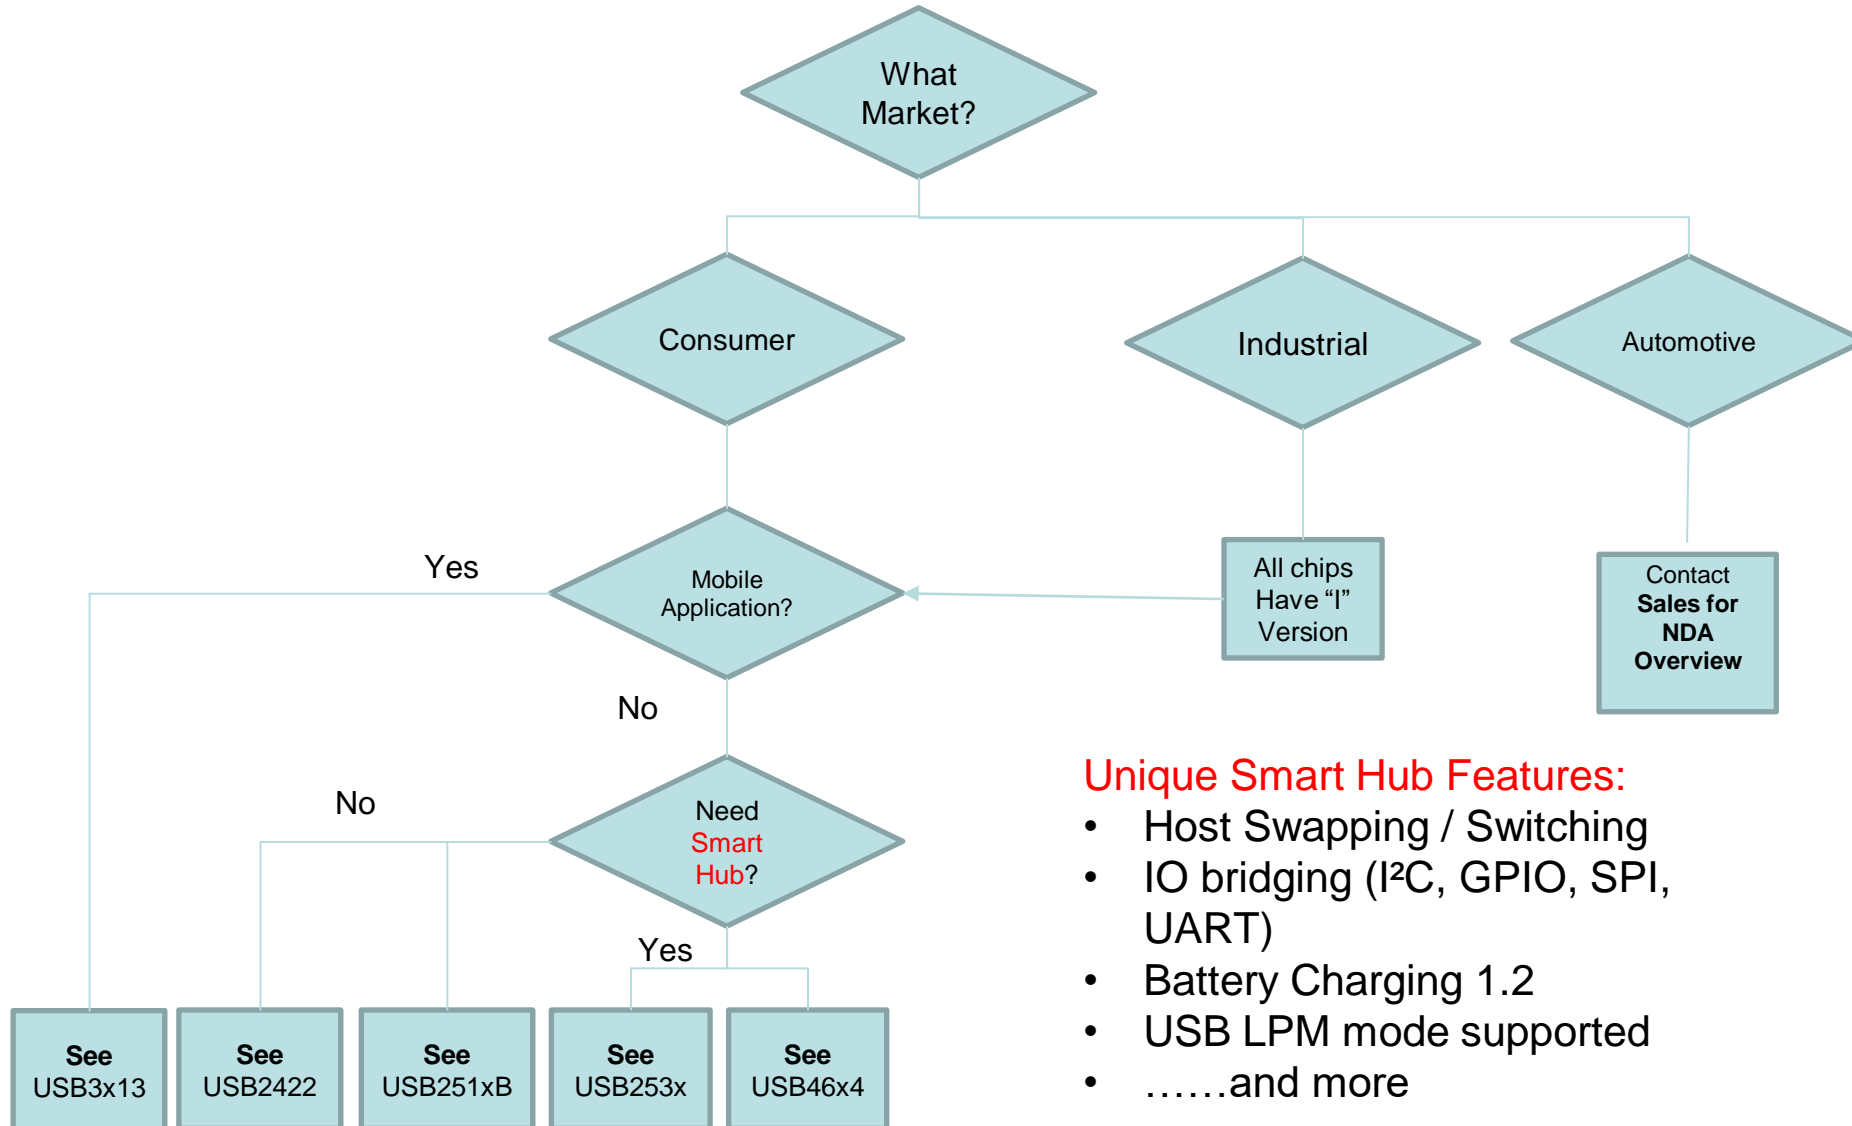 What
Market?
Consumer
Industrial
Automotive
Yes
Mobile
Application?
All chips
Have “I”
Version
Contact
Sales for
NDA
Overview
No
No
Need
Smart
Hub?
Yes
See
USB3x13
See
USB2422
See
USB251xB
See
USB253x
See
USB46x4
Unique Smart Hub Features:
• Host Swapping / Switching
• IO bridging (I²C, GPIO, SPI,
UART)
• Battery Charging 1.2
• USB LPM mode supported
• ……and more